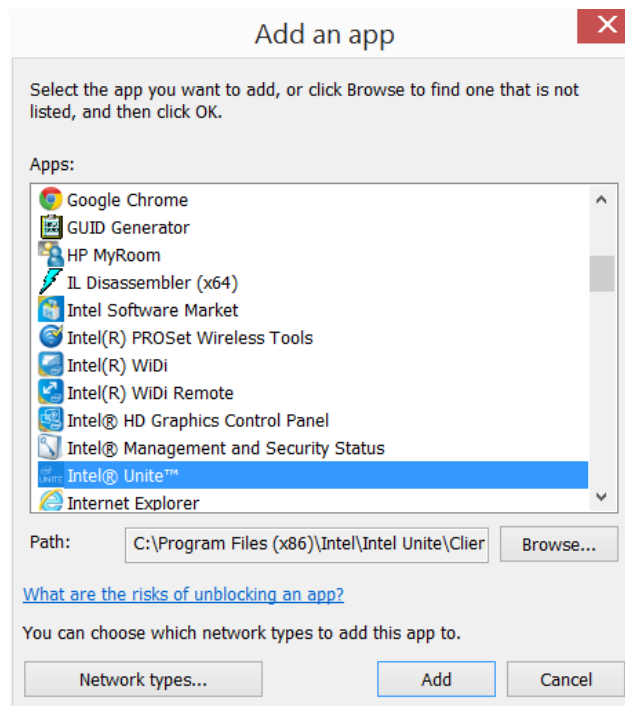 Add an app
Select the app you want to add, or click Browse to find one that is not
listed, and then click OK.
Apps:
Google Chrome
GUID Generator
HP MyRoom
IL Disassembler (x64)
Intel Software Market
Intel(R) PROSet Wireless Tools
Intel(R) WiDi
Intel(R) WiDi Remote
Intel® HD Graphics Control Panel
Intel® Management and Security Status
UNITE Intel® Unite™
Internet Explorer
Path: C:\Program Files (x86)\Intel\Intel Unite\Clier Browse...
What are the risks of unblocking an app?
You can choose which network types to add this app to.
Network types... Add Cancel